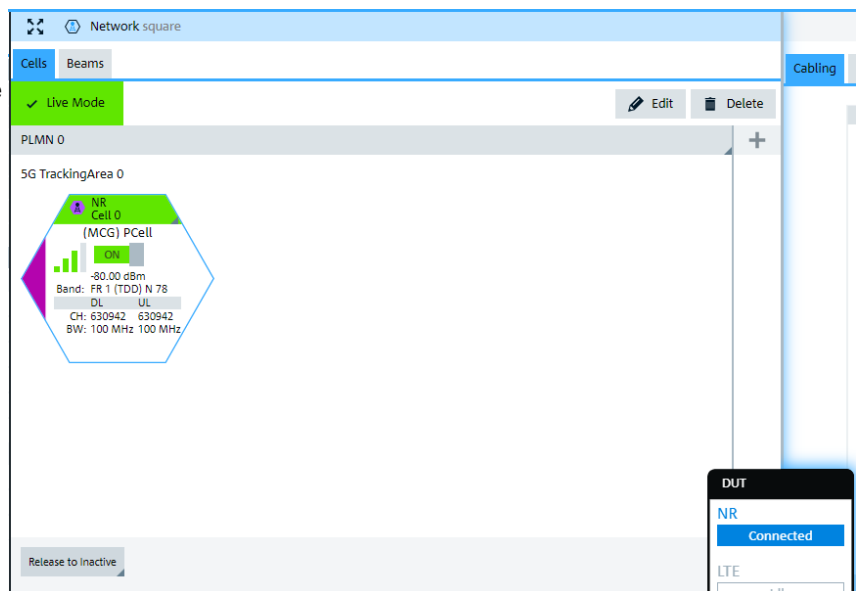 Network square
Cells Beams
Cabling
Live Mode
Edit Delete
PLMN 0
5G TrackingArea 0
NR
Cell 0
(MCG) PCell
ON
-80.00 dBm
Band: FR 1 (TDD) N 78
DL UL
CH: 630942 630942
BW: 100 MHz 100 MHz
DUT
NR
Connected
Release to Inactive
LTE